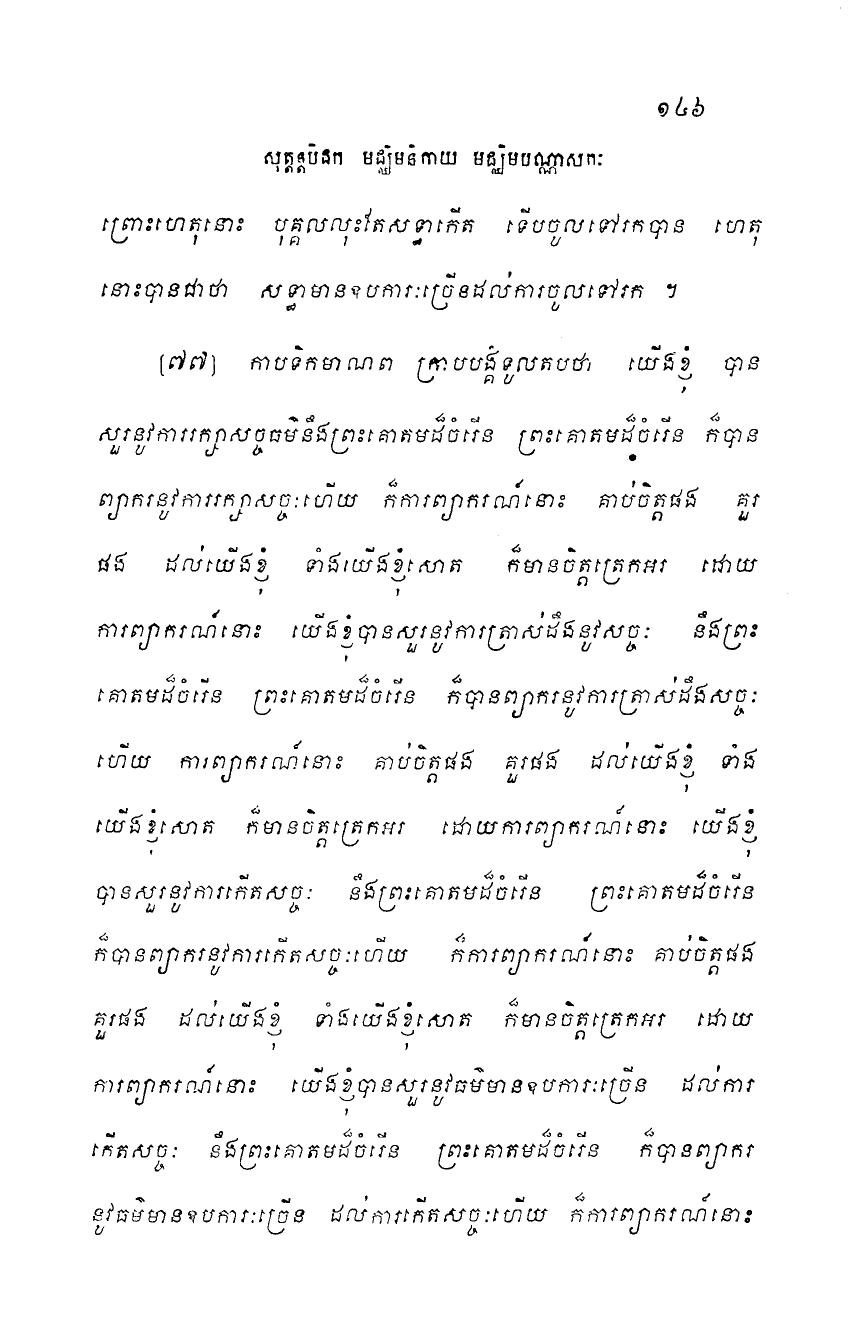 ១៤៦
សុត្តន្តបិដក មជ្ឈិមនិកាយ មជ្ឈិមបណ្ណាសកៈ
ព្រោះហេតុនោះ បុគ្គលលុះតែសទ្ធាកើត ទើបចូលទៅរកបាន ហេតុ
នោះបានជាថា សទ្ធាមានឧបការៈច្រើនដល់ការចូលទៅរក ។
[៧៧] កាបទិកមាណព ក្រាបបង្គំទូលតបថា យើងខ្ញុំ បាន
សួរនូវការរក្សាសច្ចធម៌នឹងព្រះគោតមដ៏ចំរើន ព្រះគោតមដ៏ចំរើន ក៏បាន
ព្យាករនូវការរក្សាសច្ចៈហើយ ក៏ការព្យាករណ៍នោះ គាប់ចិត្តផង គួរ
ផង ដល់យើងខ្ញុំ ទាំងយើងខ្ញុំសោត ក៏មានចិត្តត្រេកអរ ដោយ
ការព្យាករណ៍នោះ យើងខ្ញុំបានសួរនូវការត្រាស់ដឹងនូវសច្ចៈ នឹងព្រះ
គោតមដ៏ចំរើន ព្រះគោតមដ៏ចំរើន ក៏បានព្យាករនូវការត្រាស់ដឹងសច្ចៈ
ហើយ ការព្យាករណ៍នោះ គាប់ចិត្តផង គួរផង ដល់យើងខ្ញុំ ទាំង
យើងខ្ញុំសោត ក៏មានចិត្តត្រេកអរ ដោយការព្យាករណ៍នោះ យើងខ្ញុំ
បានសួរនូវការកើតសច្ចៈ នឹងព្រះគោតមដ៏ចំរើន ព្រះគោតមដ៏ចំរើន
ក៏បានព្យាករនូវការកើតសច្ចៈហើយ ក៏ការព្យាករណ៍នោះ គាប់ចិត្តផង
គួរផង ដល់យើងខ្ញុំ ទាំងយើងខ្ញុំសោត ក៏មានចិត្តត្រេកអរ ដោយ
ការព្យាករណ៍នោះ យើងខ្ញុំបានសួរនូវធម៌មានឧបការៈច្រើន ដល់ការ
កើតសច្ចៈ នឹងព្រះគោតមដ៏ចំរើន ព្រះគោតមដ៏ចំរើន ក៏បានព្យាករ
នូវធម៌មានឧបការៈច្រើន ដល់ការកើតសច្ចៈហើយ ក៏ការព្យាករណ៍នោះ